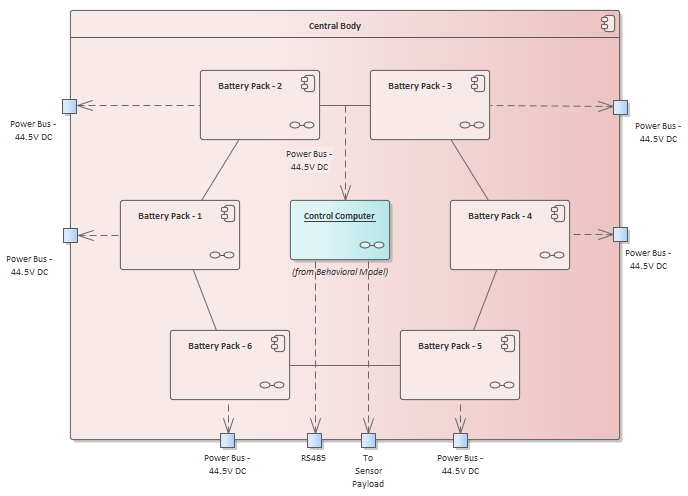 Central Body
Battery Pack - 2
Battery Pack - 3
Power Bus -
44.5V DC
Power Bus -
44.5V DC
Power Bus -
44.5V DC
Battery Pack - 1
Control Computer
Battery Pack - 4
Power Bus -
44.5V DC
(from Behavioral Model)
Power Bus -
44.5V DC
Battery Pack - 6
Battery Pack - 5
Power Bus -
44.5V DC
RS485
To
Sensor
Payload
Power Bus -
44.5V DC